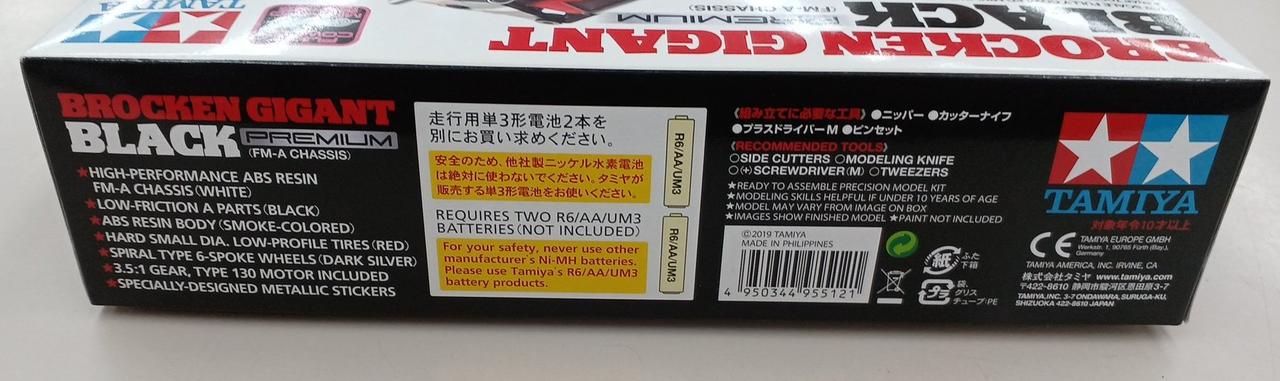 TAMIYA
PREMIUM
(FM-A CHASSIS)
BLACK
BROCKEN GIGANT
BROCKEN GIGANT
BLACK PREMIUM
(FM-A CHASSIS)
★HIGH-PERFORMANCE ABS RESIN
FM-A CHASSIS (WHITE)
★LOW-FRICTION A PARTS (BLACK)
★ABS RESIN BODY (SMOKE-COLORED)
★HARD SMALL DIA. LOW-PROFILE TIRES (RED)
★SPIRAL TYPE 6-SPOKE WHEELS (DARK SILVER)
★3.5:1 GEAR, TYPE 130 MOTOR INCLUDED
★SPECIALLY-DESIGNED METALLIC STICKERS
走行用単3形電池2本を
別にお買い求めください。
安全のため、他社製ニッケル水素電池
は絶対に使わないでください。タミヤが
販売する単3形電池をお使いください。
REQUIRES TWO R6/AA/UM3
BATTERIES (NOT INCLUDED)
For your safety, never use other
manufacturer's Ni-MH batteries.
Please use Tamiya's R6/AA/UM3
battery products.
R6/AA/UM3
R6/AA/UM3
《組み立てに必要な工具》 ●ニッパー ●カッターナイフ
●プラスドライバーM ●ピンセット
《RECOMMENDED TOOLS》
○SIDE CUTTERS ○MODELING KNIFE
○(+)SCREWDRIVER (M) ○TWEEZERS
★READY TO ASSEMBLE PRECISION MODEL KIT
★MODELING SKILLS HELPFUL IF UNDER 10 YEARS OF AGE
★MODEL MAY VARY FROM IMAGE ON BOX
★IMAGES SHOW FINISHED MODEL ★PAINT NOT INCLUDED
©2019 TAMIYA
MADE IN PHILIPPINES
4 950344 955121
紙 ふた
下箱
プラ 袋、
グリス
チューブ:PE
TAMIYA
対象年令10才以上
CE TAMIYA EUROPE GMBH
Werkstr. 1, 90765 Fürth (Bay.),
Germany
TAMIYA AMERICA, INC. IRVINE, CA
株式会社タミヤ www.tamiya.com
〒422-8610 静岡市駿河区恩田原3-7
TAMIYA,INC. 3-7 ONDAWARA, SURUGA-KU,
SHIZUOKA 422-8610 JAPAN